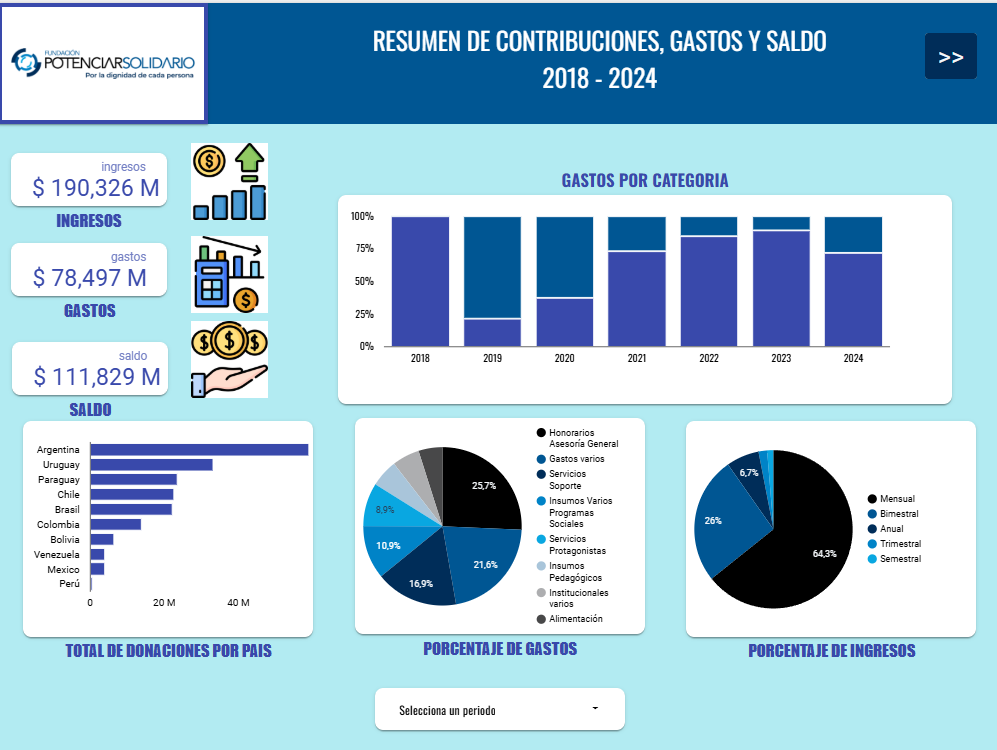 FUNDACIÓN
POTENCIARSOLIDARIO
Por la dignidad de cada persona
RESUMEN DE CONTRIBUCIONES, GASTOS Y SALDO
2018 - 2024
>>
ingresos
$ 190,326 M
INGRESOS
gastos
$ 78,497 M
GASTOS
saldo
$ 111,829 M
SALDO
GASTOS POR CATEGORIA
100%
75%
50%
25%
0%
2018 2019 2020 2021 2022 2023 2024
Argentina
Uruguay
Paraguay
Chile
Brasil
Colombia
Bolivia
Venezuela
Mexico
Perú
0 20 M 40 M
TOTAL DE DONACIONES POR PAIS
25,7%
21,6%
16,9%
10,9%
8,9%
Honorarios
Asesoría General
Gastos varios
Servicios
Soporte
Insumos Varios
Programas
Sociales
Servicios
Protagonistas
Insumos
Pedagógicos
Institucionales
varios
Alimentación
PORCENTAJE DE GASTOS
6,7%
26%
64,3%
Mensual
Bimestral
Anual
Trimestral
Semestral
PORCENTAJE DE INGRESOS
Selecciona un periodo